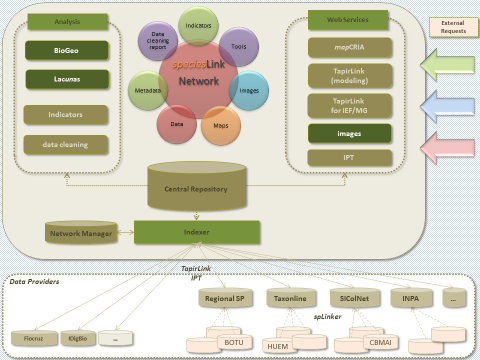 Analysis
BioGeo
Lacunas
Indicators
data cleaning
Indicators
Data
cleaning
report
Tools
speciesLink
Network
Metadata
Images
Data
Maps
Web Services
mapCRIA
TapirLink
(modeling)
TapirLink
for IEF/MG
images
IPT
External
Requests
Central Repository
Network Manager
Indexer
TapirLink
IPT
Data Providers
Regional SP
Taxonline
SIColNet
INPA
...
spLinker
Fiocruz
IDigBio
...
BOTU
HUEM
CBMAI